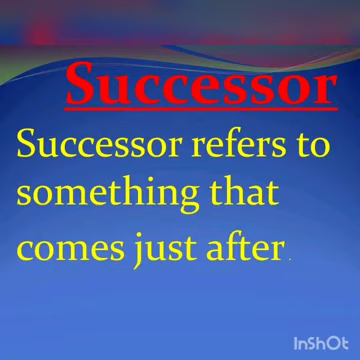 Successor
Successor refers to
something that
comes just after.
InShOt